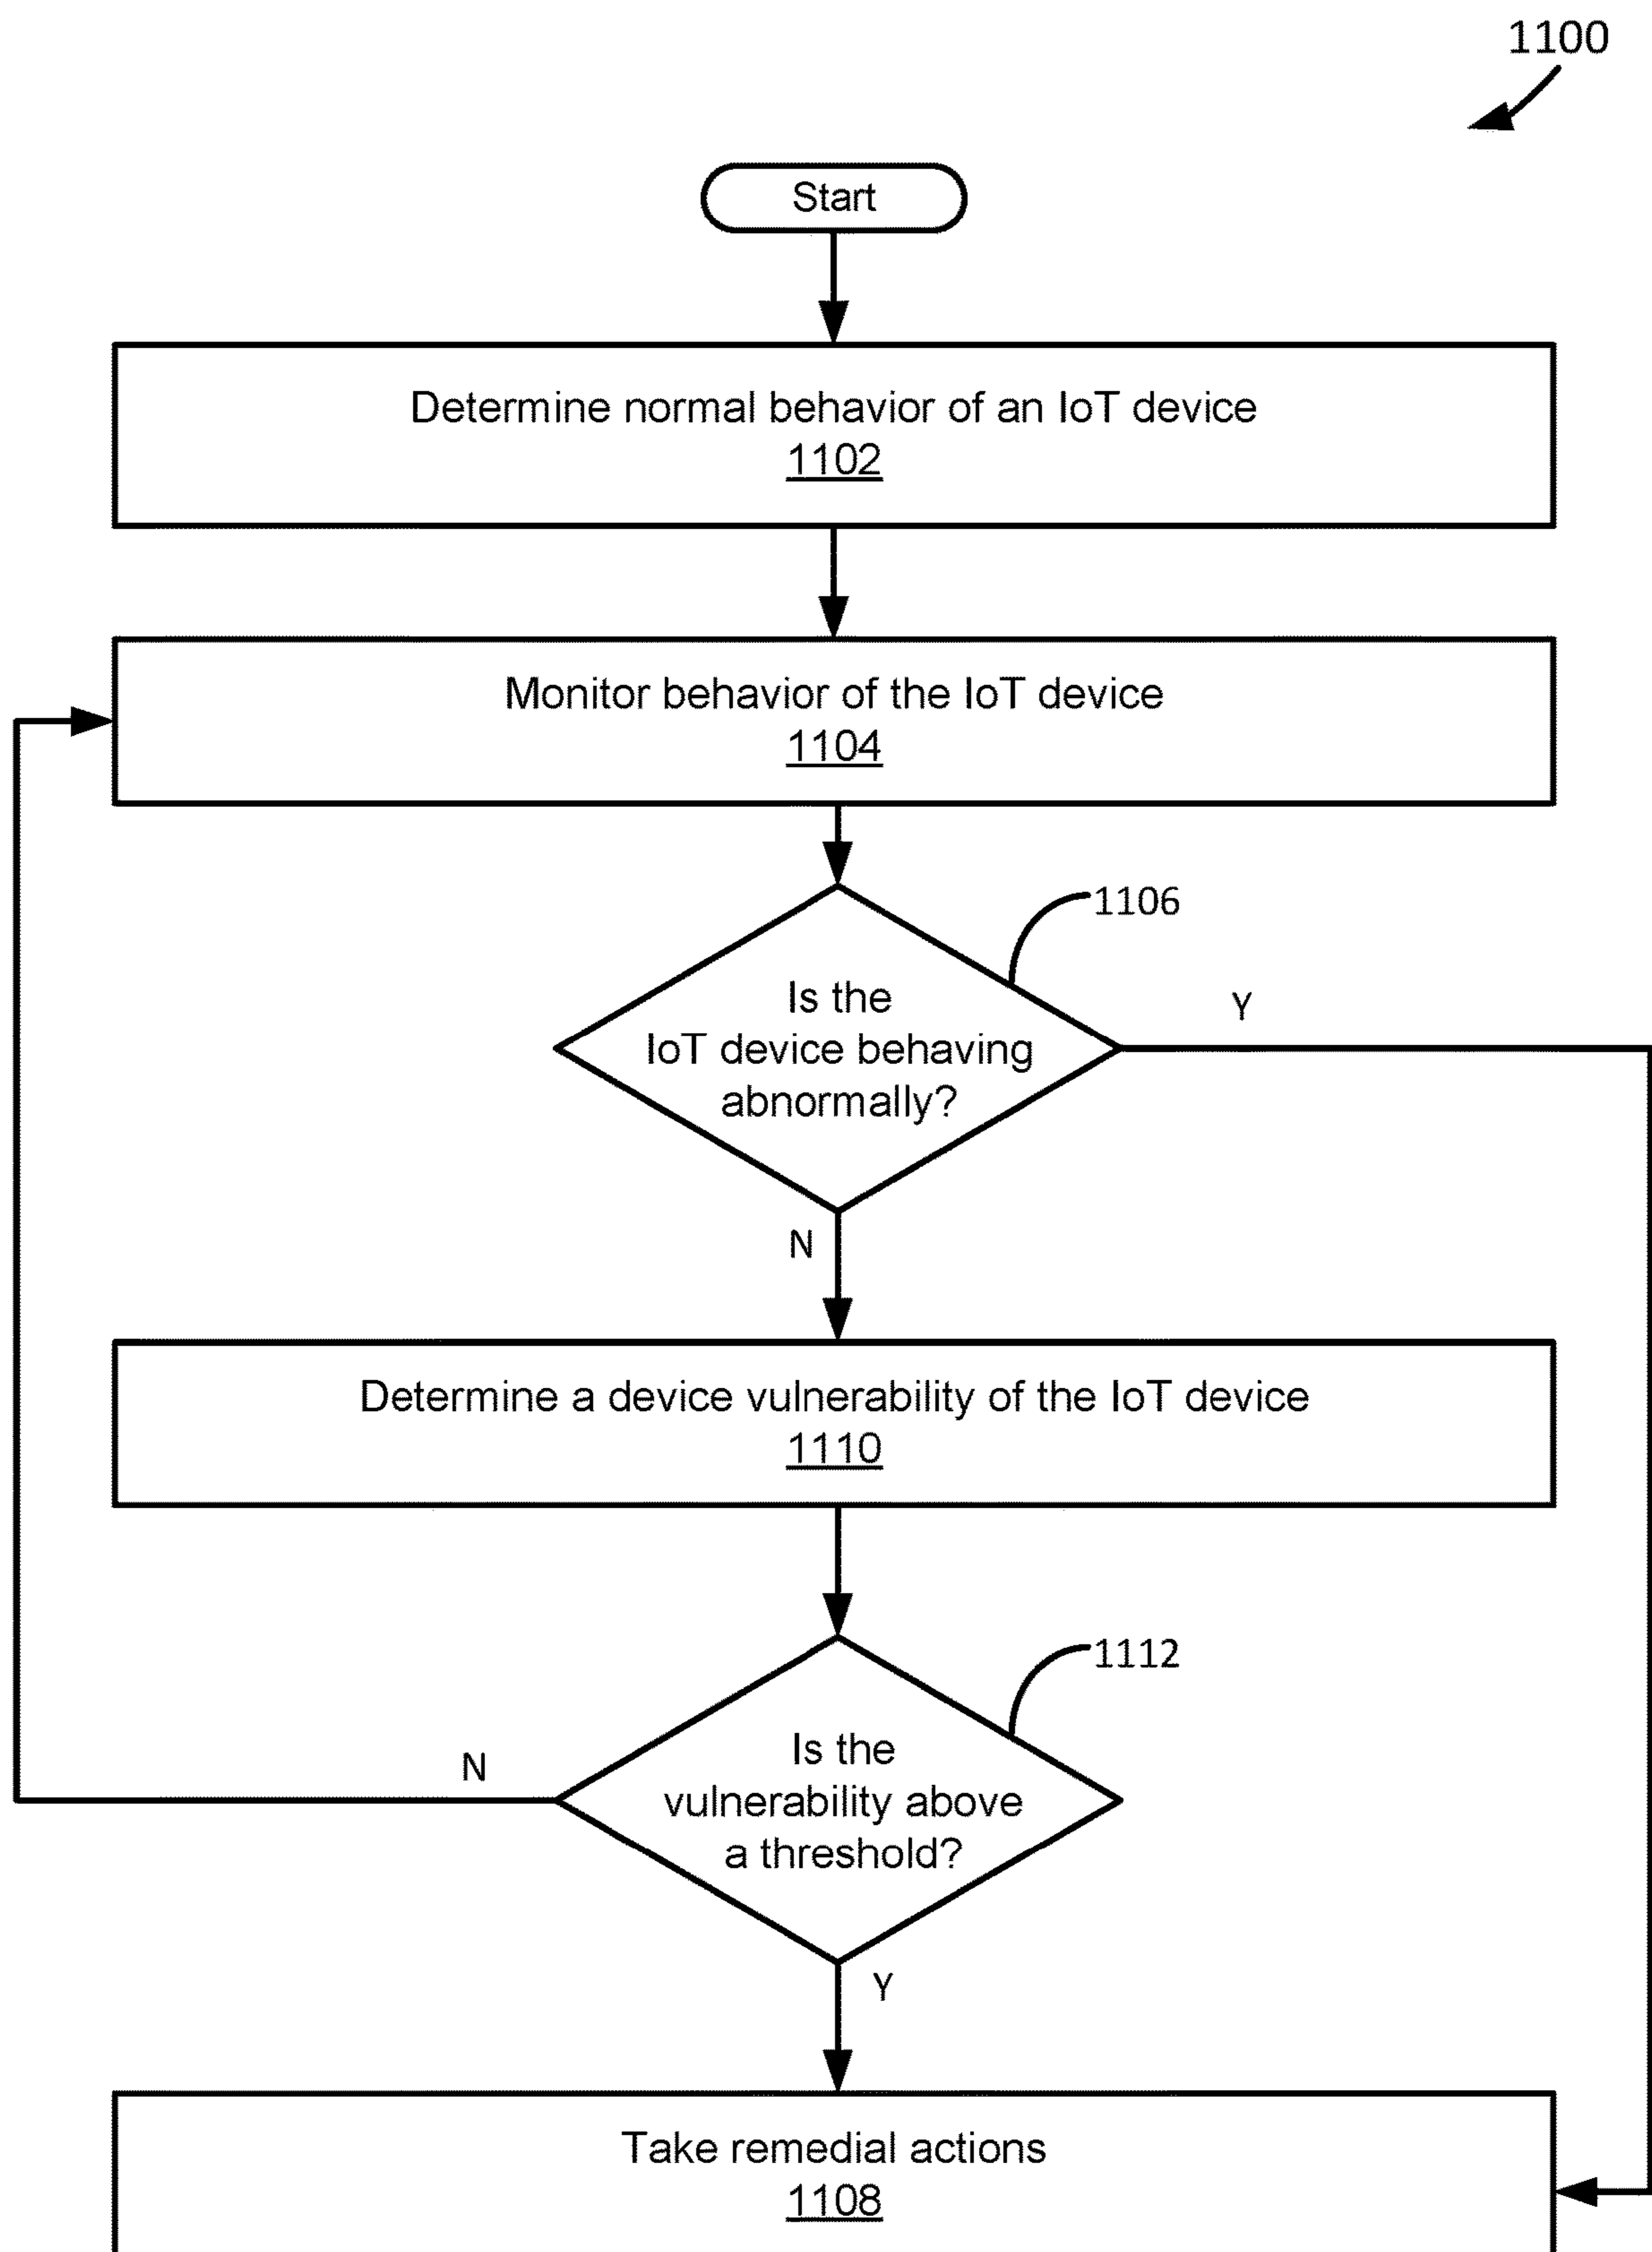 1100
Start
Determine normal behavior of an IoT device
1102
Monitor behavior of the IoT device
1104
1106
Is the
IoT device behaving
abnormally?
Y
N
Determine a device vulnerability of the IoT device
1110
1112
Is the
vulnerability above
a threshold?
N
Y
Take remedial actions
1108